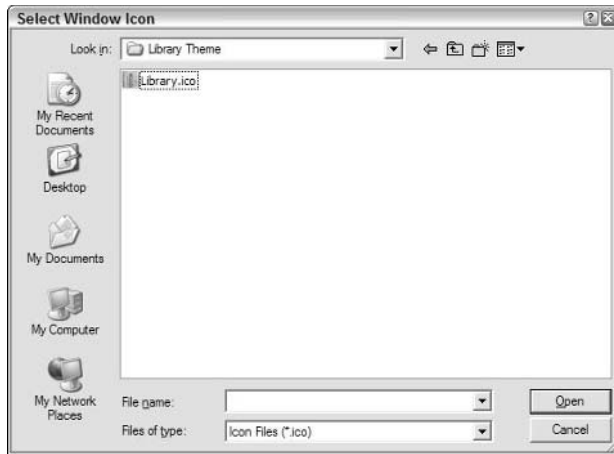 Select Window Icon
Look in:
Library Theme
Library.ico
My Recent
Documents
Desktop
My Documents
My Computer
My Network
Places
File name:
Open
Files of type:
Icon Files (*.ico)
Cancel